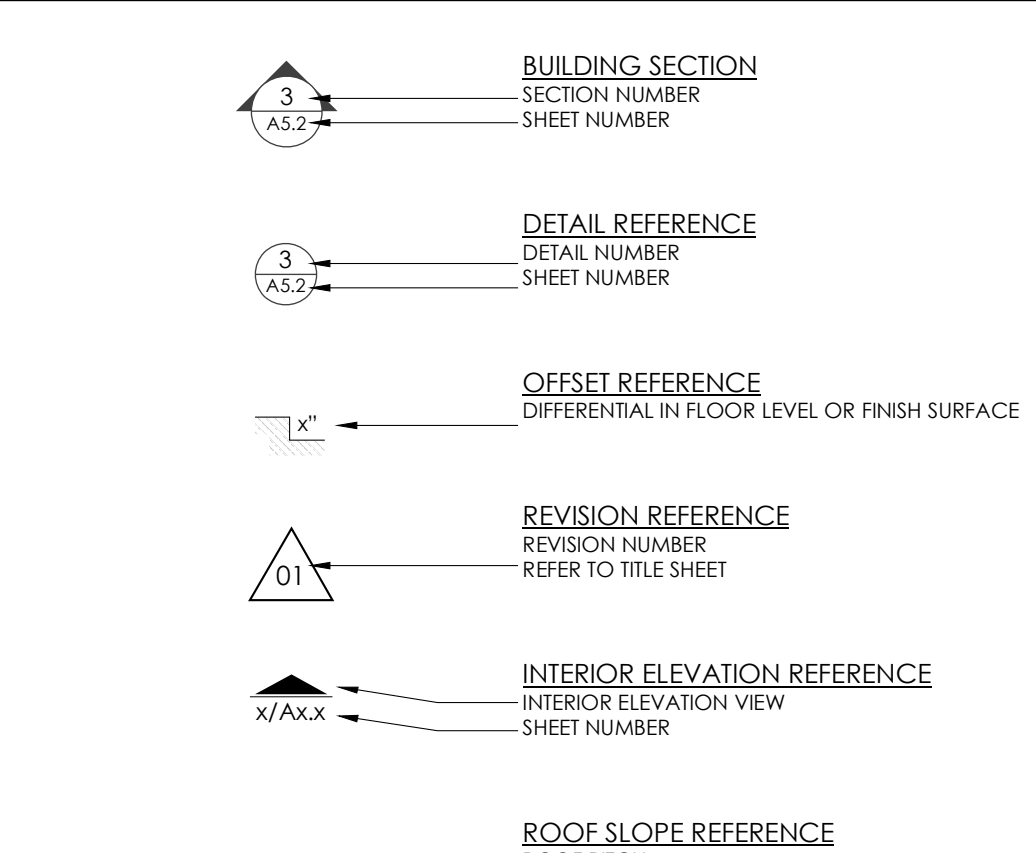 BUILDING SECTION
3
SECTION NUMBER
A5.2
SHEET NUMBER
DETAIL REFERENCE
3
DETAIL NUMBER
A5.2
SHEET NUMBER
OFFSET REFERENCE
DIFFERENTIAL IN FLOOR LEVEL OR FINISH SURFACE
x"
REVISION REFERENCE
REVISION NUMBER
01
REFER TO TITLE SHEET
INTERIOR ELEVATION REFERENCE
INTERIOR ELEVATION VIEW
x/Ax.x
SHEET NUMBER
ROOF SLOPE REFERENCE